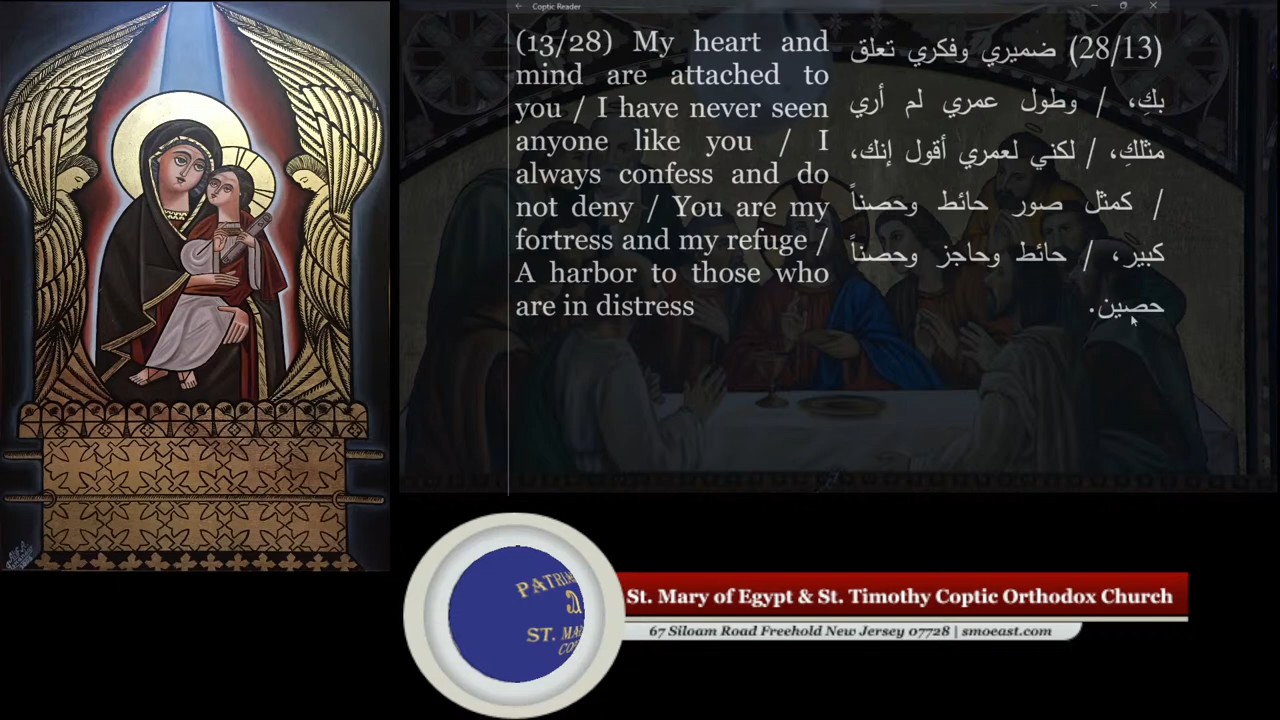 Coptic Reader
(13/28) My heart and
mind are attached to
you / I have never seen
anyone like you / I
always confess and do
not deny / You are my
fortress and my refuge /
A harbor to those who
are in distress
(28/13) ضميري وفكري تعلق
بكِ، / وطول عمري لم أري
مثلكِ، / لكني لعمري أقول إنك،
/ كمثل صور حائط وحصناً
كبير، / حائط وحاجز وحصناً
حصين.
ST.
St. Mary of Egypt & St. Timothy Coptic Orthodox Church
67 Siloam Road Freehold New Jersey 07728 | smoeast.com